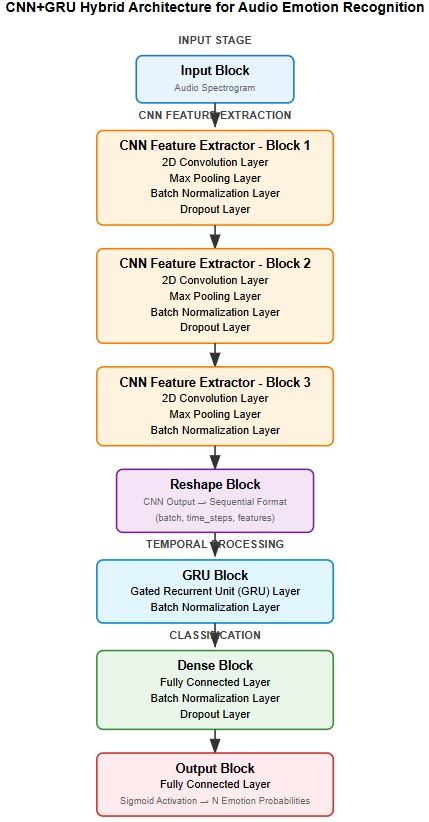 CNN+GRU Hybrid Architecture for Audio Emotion Recognition
INPUT STAGE
Input Block
Audio Spectrogram
CNN FEATURE EXTRACTION
CNN Feature Extractor - Block 1
2D Convolution Layer
Max Pooling Layer
Batch Normalization Layer
Dropout Layer
CNN Feature Extractor - Block 2
2D Convolution Layer
Max Pooling Layer
Batch Normalization Layer
Dropout Layer
CNN Feature Extractor - Block 3
2D Convolution Layer
Max Pooling Layer
Batch Normalization Layer
Reshape Block
CNN Output → Sequential Format
(batch, time_steps, features)
TEMPORAL PROCESSING
GRU Block
Gated Recurrent Unit (GRU) Layer
Batch Normalization Layer
CLASSIFICATION
Dense Block
Fully Connected Layer
Batch Normalization Layer
Dropout Layer
Output Block
Fully Connected Layer
Sigmoid Activation → N Emotion Probabilities